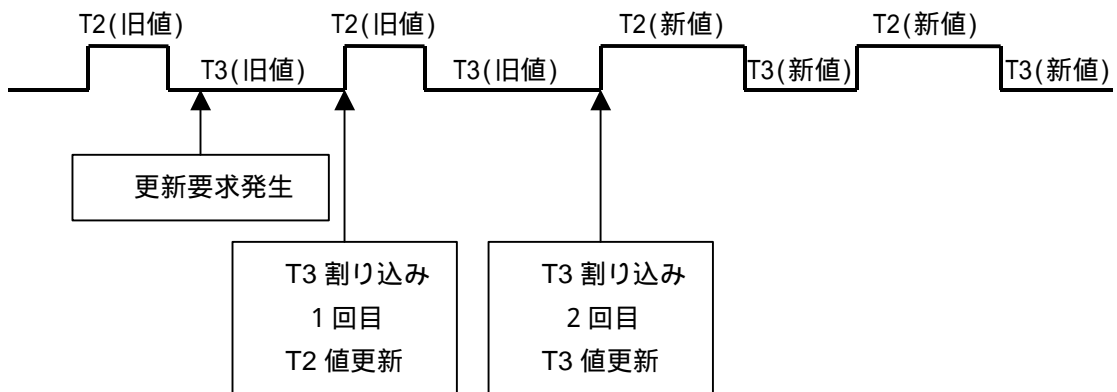 T2(旧値)
T2(旧値)
T2(新値)
T2(新値)
T3(旧値)
T3(旧値)
T3(新値)
T3(新値)
更新要求発生
T3 割り込み
1 回目
T2 値更新
T3 割り込み
2 回目
T3 値更新